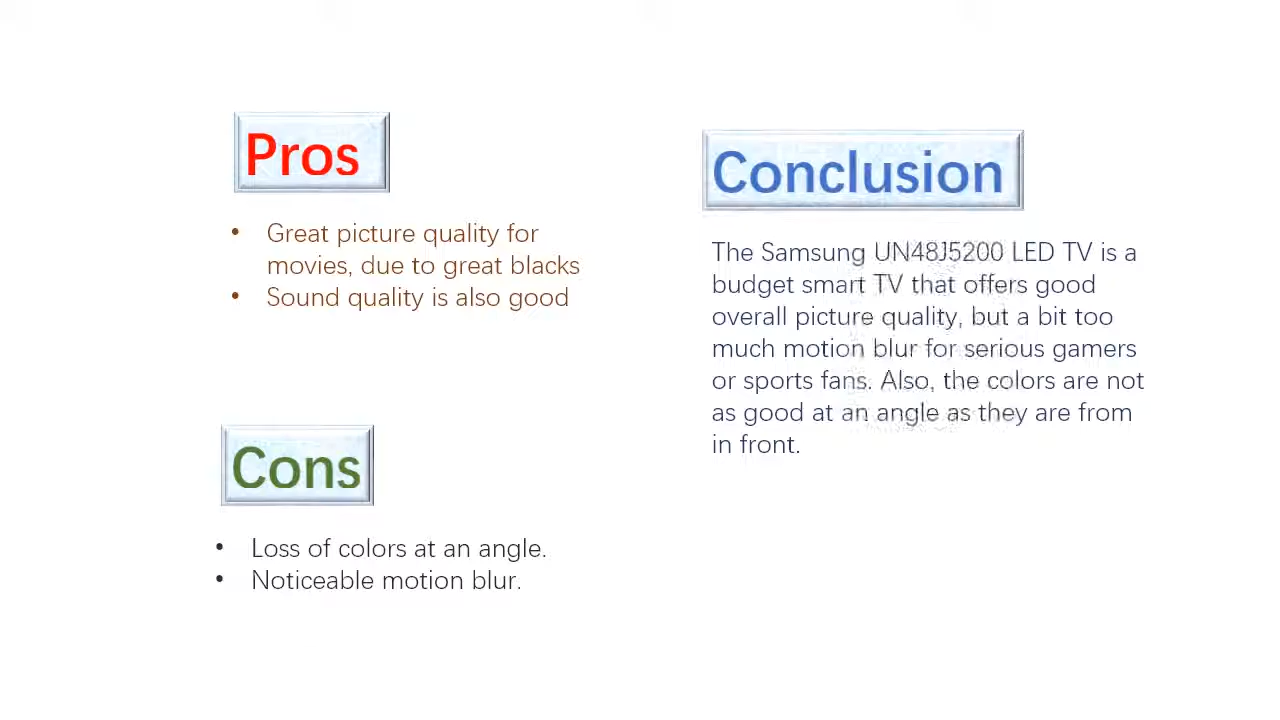 Pros
• Great picture quality for
movies, due to great blacks
• Sound quality is also good
Cons
• Loss of colors at an angle.
• Noticeable motion blur.
Conclusion
The Samsung UN48J5200 LED TV is a
budget smart TV that offers good
overall picture quality, but a bit too
much motion blur for serious gamers
or sports fans. Also, the colors are not
as good at an angle as they are from
in front.